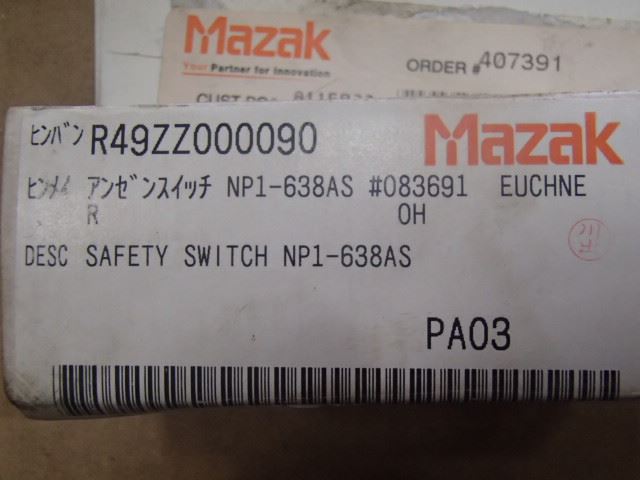 Mazak
Your Partner for Innovation
ORDER #407391
ﾋﾝﾊﾞﾝ R49ZZ000090
Mazak
ﾋﾝﾒｲ ｱﾝｾﾞﾝｽｲｯﾁ NP1-638AS #083691 EUCHNE
R OH
DESC SAFETY SWITCH NP1-638AS
PA03